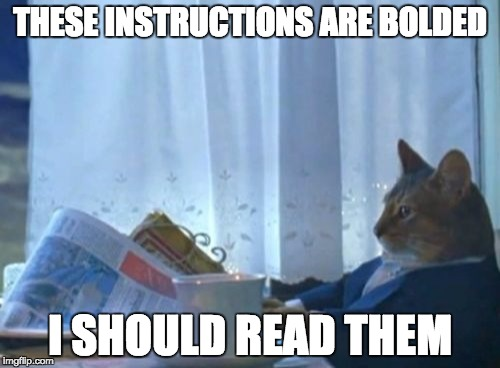 THESE INSTRUCTIONS ARE BOLDED
I SHOULD READ THEM
imgflip.com